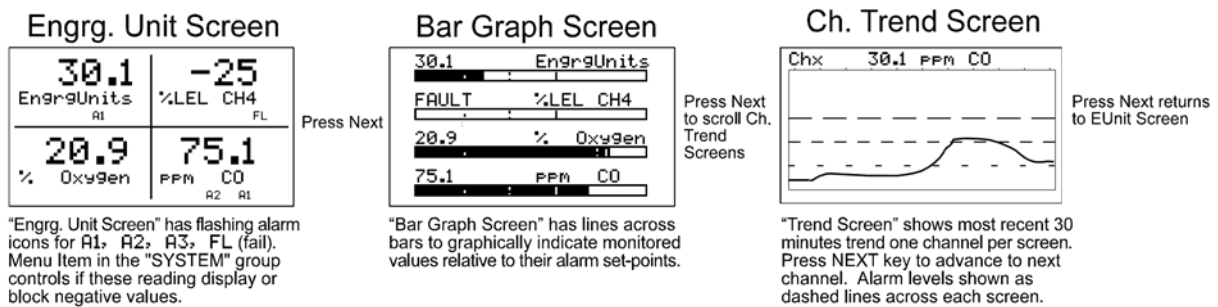 Engrg. Unit Screen
30.1
EngrgUnits
A1
-25
%LEL CH4
FL
20.9
% Oxygen
75.1
PPM CO
A2 A1
"Engrg. Unit Screen" has flashing alarm
icons for A1, A2, A3, FL (fail).
Menu Item in the "SYSTEM" group
controls if these reading display or
block negative values.
Press Next
Bar Graph Screen
30.1 EngrgUnits
FAULT %LEL CH4
20.9 % Oxygen
75.1 PPM CO
"Bar Graph Screen" has lines across
bars to graphically indicate monitored
values relative to their alarm set-points.
Press Next
to scroll Ch.
Trend
Screens
Ch. Trend Screen
Chx 30.1 PPM CO
"Trend Screen" shows most recent 30
minutes trend one channel per screen.
Press NEXT key to advance to next
channel. Alarm levels shown as
dashed lines across each screen.
Press Next returns
to EUnit Screen